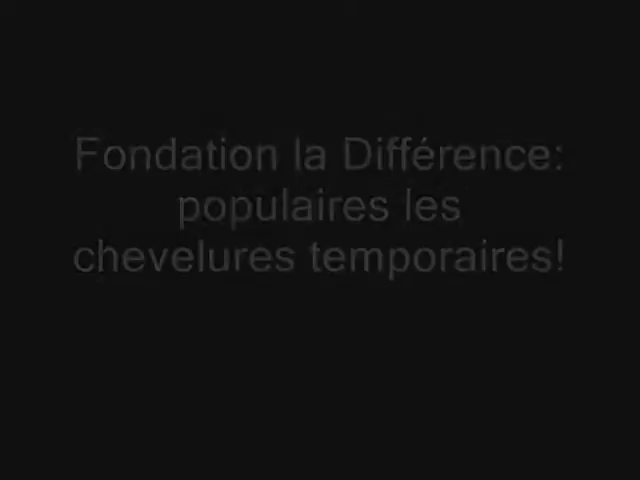 Fondation la Différence:
populaires les
chevelures temporaires!